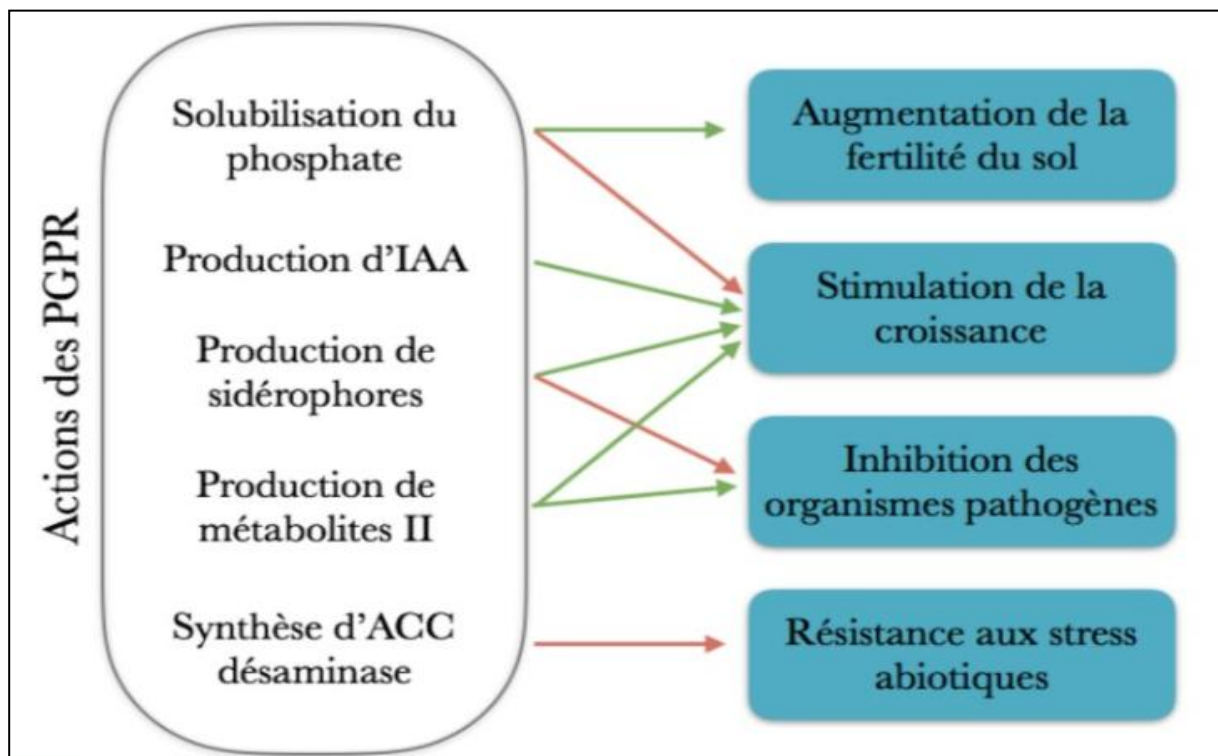 Actions des PGPR
Solubilisation du
phosphate
Production d'IAA
Production de
sidérophores
Production de
métabolites II
Synthèse d'ACC
désaminase
Augmentation de la
fertilité du sol
Stimulation de la
croissance
Inhibition des
organismes pathogènes
Résistance aux stress
abiotiques